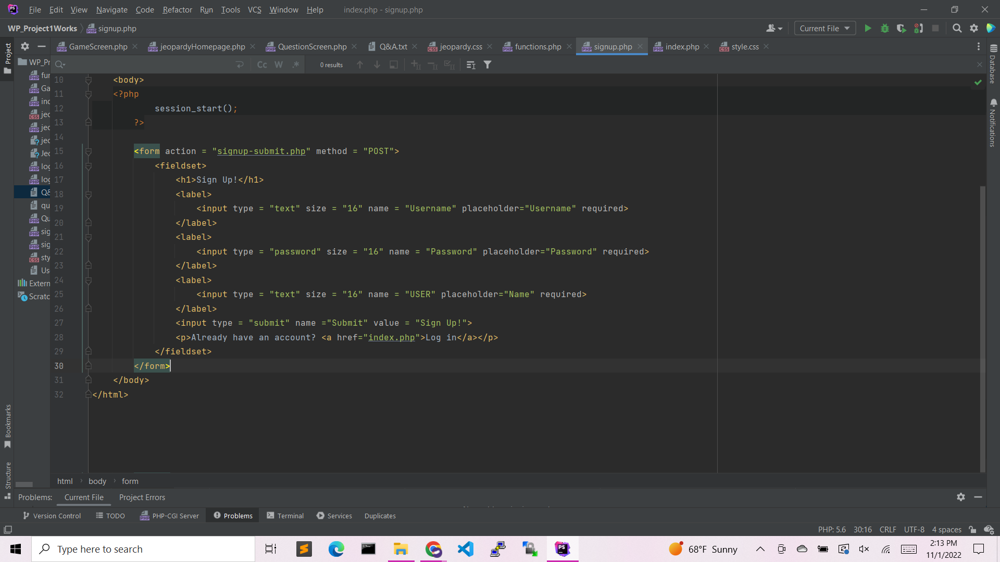 PS File Edit View Navigate Code Refactor Run Tools VCS Window Help index.php - signup.php
WP_Project1Works signup.php Current File
Project GameScreen.php jeopardyHomepage.php QuestionScreen.php Q&A.txt jeopardy.css functions.php signup.php index.php style.css
Cc W .* 0 results
WP_Pr
fur
Ga
ind
jeo
jeo
jeo
Jeo
log
log
Q&
qu
Qu
sig
sig
sty
Us
Extern
Scratc
10 <body>
11 <?php
12 session_start();
13 ?>
14
15 <form action = "signup-submit.php" method = "POST">
16 <fieldset>
17 <h1>Sign Up!</h1>
18 <label>
19 <input type = "text" size = "16" name = "Username" placeholder="Username" required>
20 </label>
21 <label>
22 <input type = "password" size = "16" name = "Password" placeholder="Password" required>
23 </label>
24 <label>
25 <input type = "text" size = "16" name = "USER" placeholder="Name" required>
26 </label>
27 <input type = "submit" name ="Submit" value = "Sign Up!">
28 <p>Already have an account? <a href="index.php">Log in</a></p>
29 </fieldset>
30 </form>
31 </body>
32 </html>
Database
Notifications
Bookmarks
Structure
html body form
Problems: Current File Project Errors
Version Control TODO PHP-CGI Server Problems Terminal Services Duplicates
PHP: 5.6 30:16 CRLF UTF-8 4 spaces
Type here to search PS 68°F Sunny 2:13 PM
11/1/2022